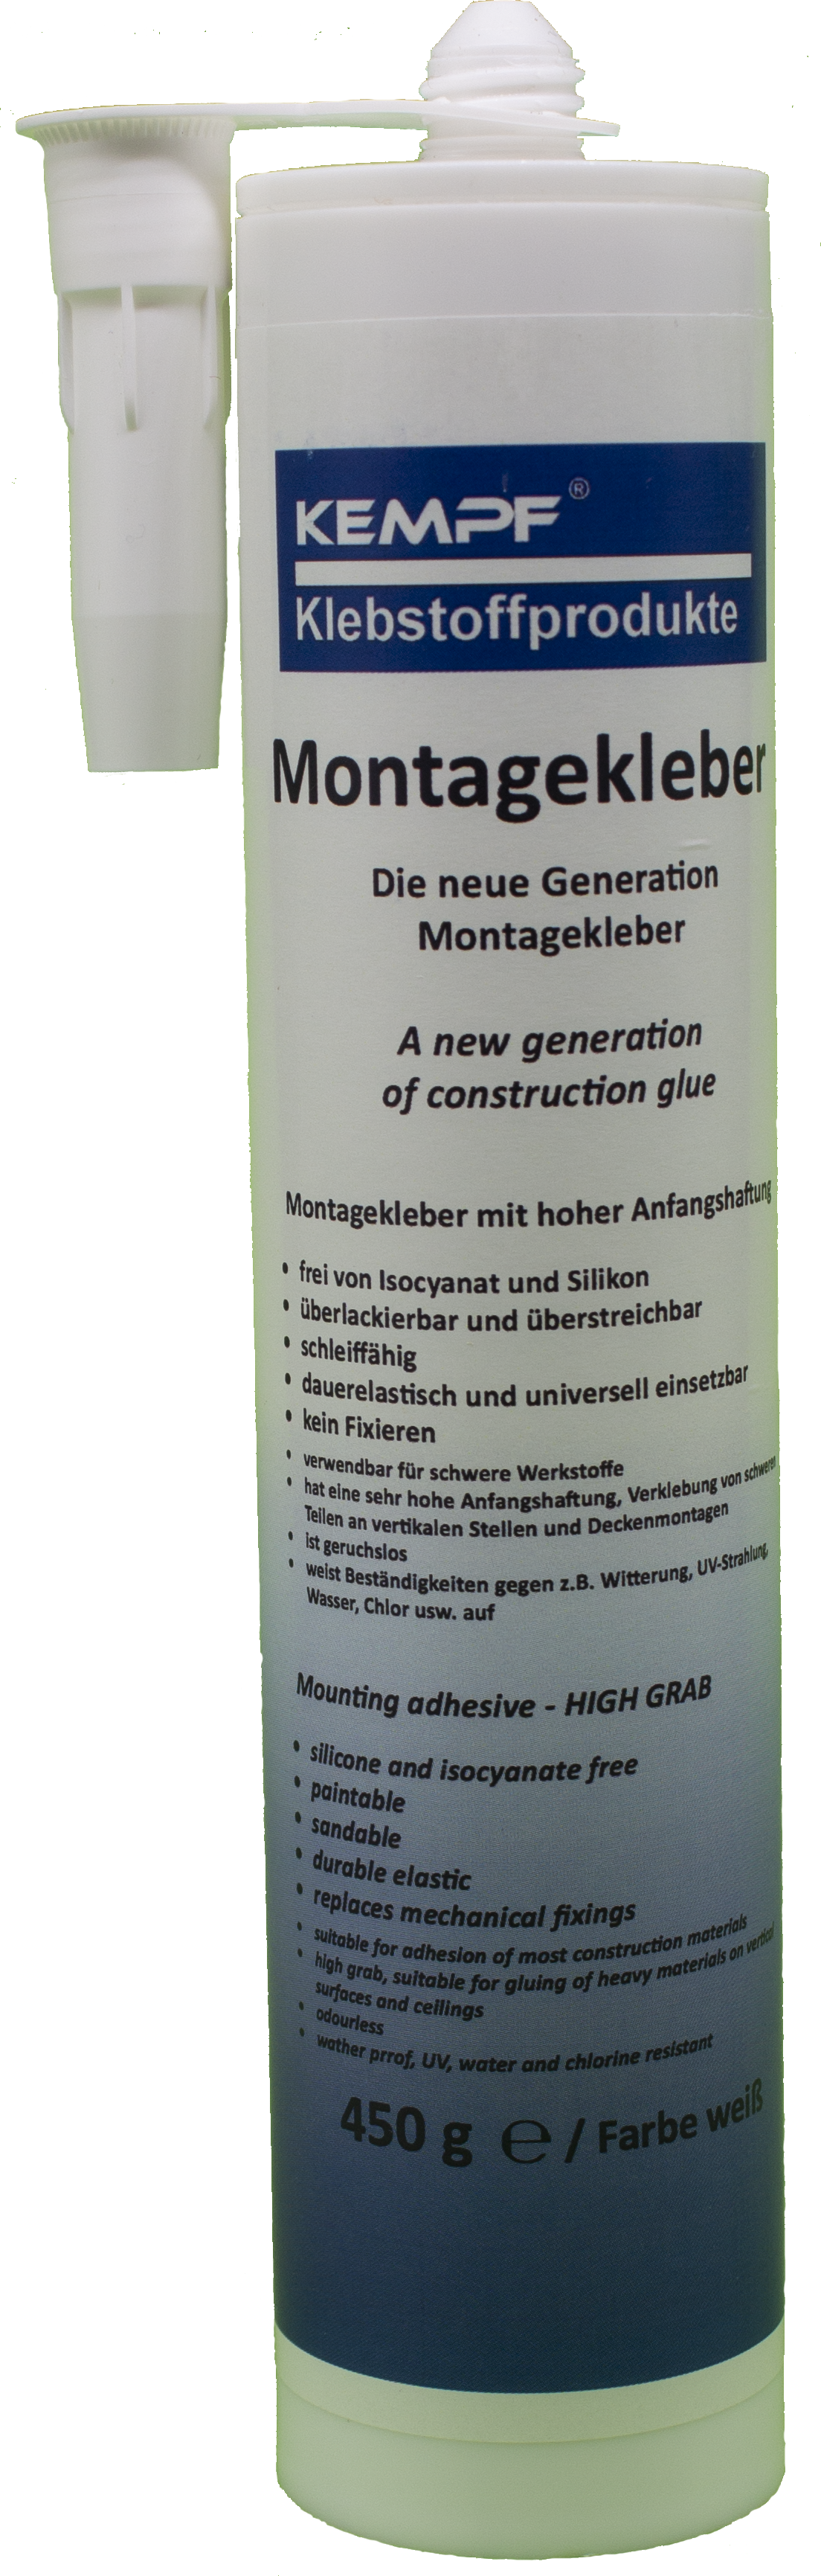 KEMPF®
Klebstoffprodukte
Montagekleber
Die neue Generation
Montagekleber
A new generation
of construction glue
Montagekleber mit hoher Anfangshaftung
• frei von Isocyanat und Silikon
• überlackierbar und überstreichbar
• schleiffähig
• dauerelastisch und universell einsetzbar
• kein Fixieren
• verwendbar für schwere Werkstoffe
• hat eine sehr hohe Anfangshaftung, Verklebung von schweren
Teilen an vertikalen Stellen und Deckenmontagen
• ist geruchslos
• weist Beständigkeiten gegen z.B. Witterung, UV-Strahlung,
Wasser, Chlor usw. auf
Mounting adhesive - HIGH GRAB
• silicone and isocyanate free
• paintable
• sandable
• durable elastic
• replaces mechanical fixings
• suitable for adhesion of most construction materials
• high grab, suitable for gluing of heavy materials on vertical
surfaces and ceilings
• odourless
• wather prrof, UV, water and chlorine resistant
450 g ℮ / Farbe weiß